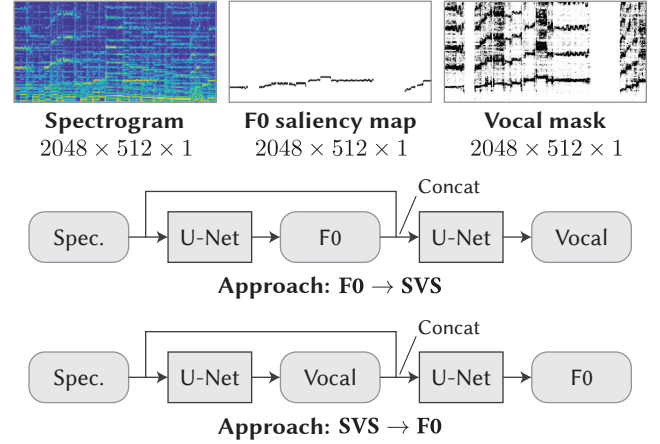 Spectrogram F0 saliency map Vocal mask
2048 × 512 × 1 2048 × 512 × 1 2048 × 512 × 1
Concat
Spec. U-Net F0 U-Net Vocal
Approach: F0 → SVS
Concat
Spec. U-Net Vocal U-Net F0
Approach: SVS → F0